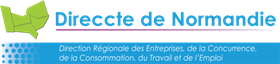 Direccte de Normandie
Direction Régionale des Entreprises, de la Concurrence,
de la Consommation, du Travail et de l'Emploi